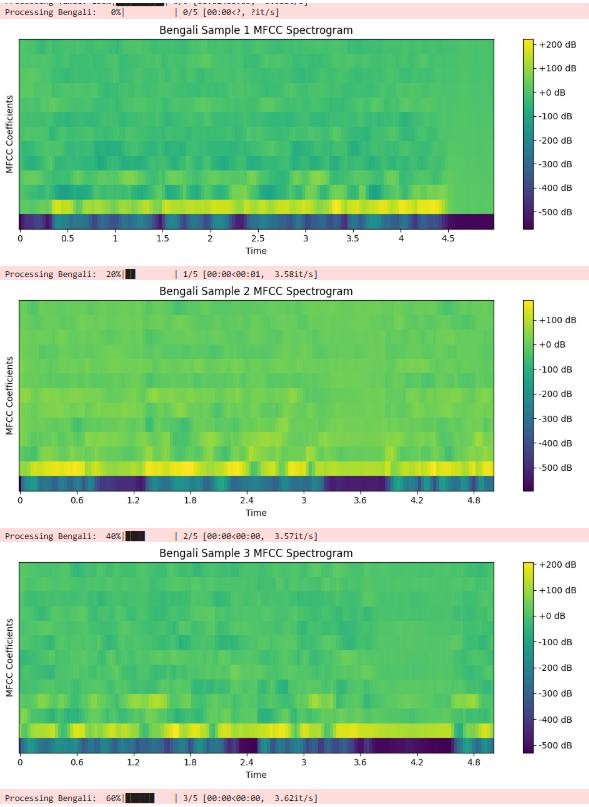 Processing Bengali: 0%| | 0/5 [00:00<?, ?it/s]
Bengali Sample 1 MFCC Spectrogram
MFCC Coefficients
+200 dB
+100 dB
+0 dB
-100 dB
-200 dB
-300 dB
-400 dB
-500 dB
0 0.5 1 1.5 2 2.5 3 3.5 4 4.5
Time
Processing Bengali: 20%|██ | 1/5 [00:00<00:01, 3.58it/s]
Bengali Sample 2 MFCC Spectrogram
MFCC Coefficients
+100 dB
+0 dB
-100 dB
-200 dB
-300 dB
-400 dB
-500 dB
0 0.6 1.2 1.8 2.4 3 3.6 4.2 4.8
Time
Processing Bengali: 40%|████ | 2/5 [00:00<00:00, 3.57it/s]
Bengali Sample 3 MFCC Spectrogram
MFCC Coefficients
+200 dB
+100 dB
+0 dB
-100 dB
-200 dB
-300 dB
-400 dB
-500 dB
0 0.6 1.2 1.8 2.4 3 3.6 4.2 4.8
Time
Processing Bengali: 60%|██████ | 3/5 [00:00<00:00, 3.62it/s]